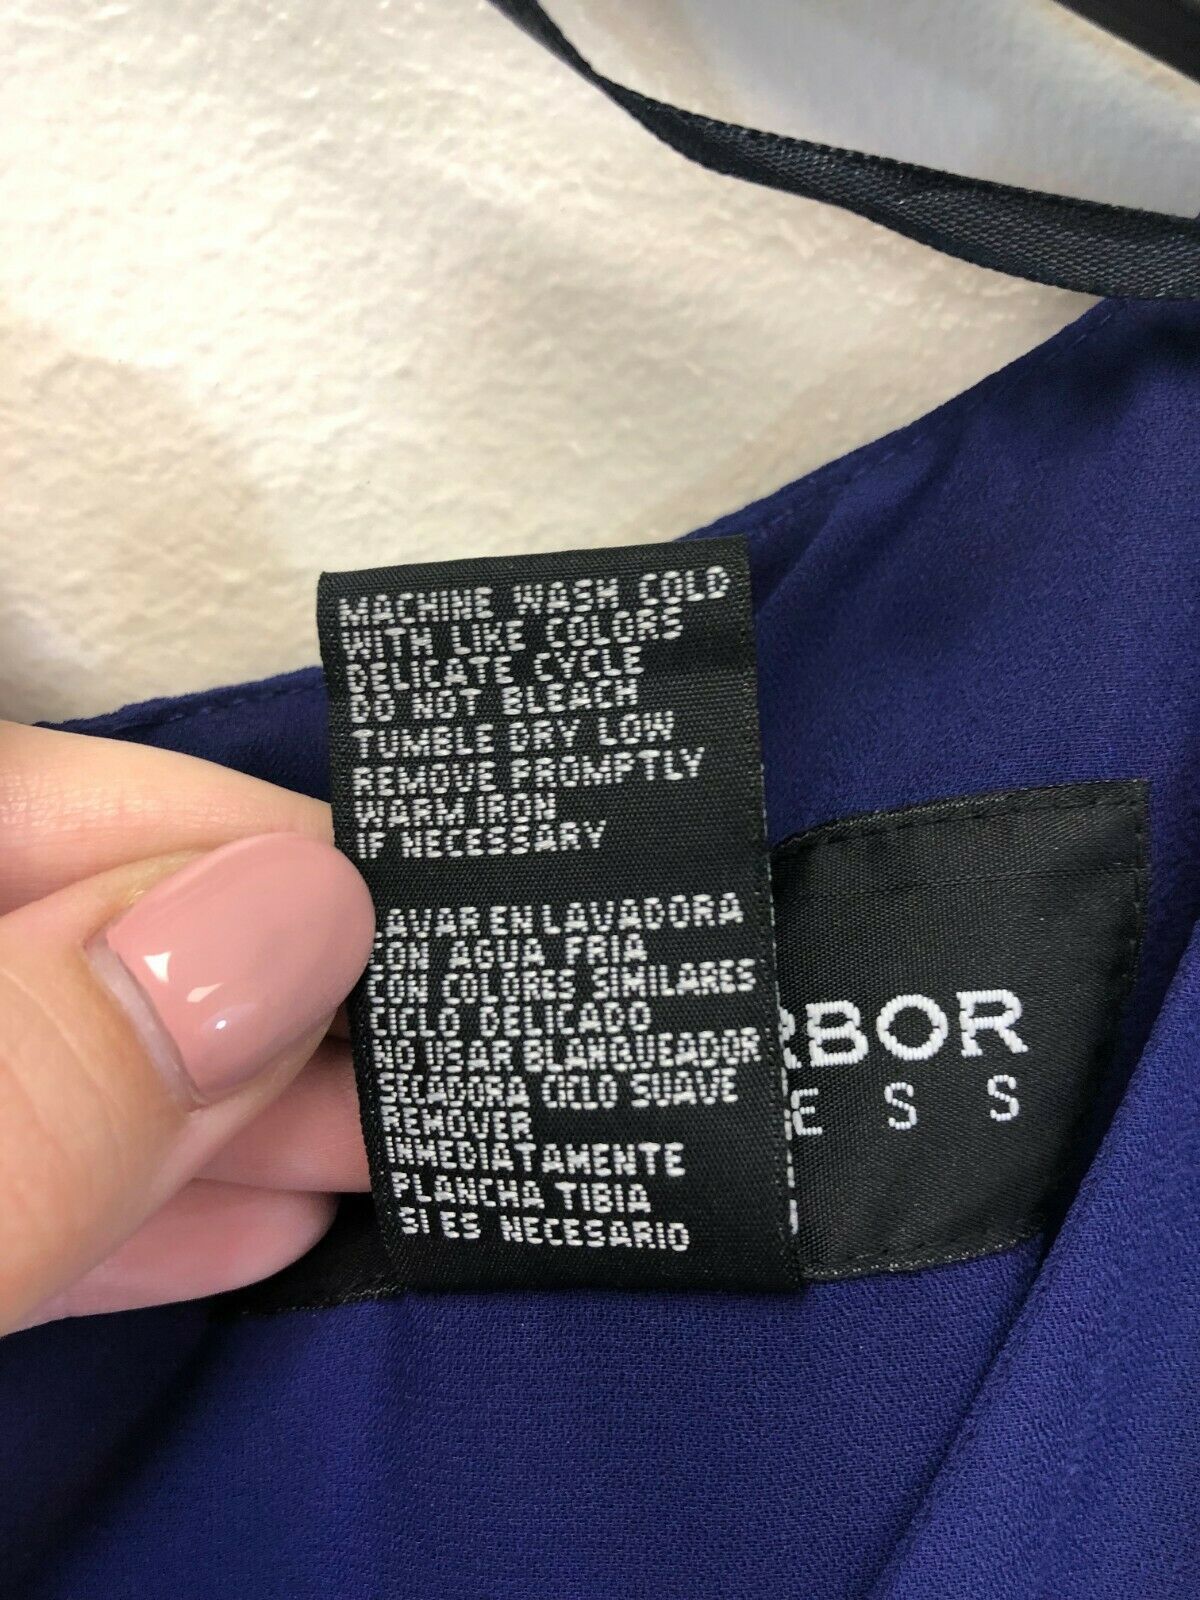 MACHINE WASH COLD
WITH LIKE COLORS
DELICATE CYCLE
DO NOT BLEACH
TUMBLE DRY LOW
REMOVE PROMPTLY
WARM IRON
IF NECESSARY
LAVAR EN LAVADORA
CON AGUA FRIA
CON COLORES SIMILARES
CICLO DELICADO
NO USAR BLANQUEADOR
SECADORA CICLO SUAVE
REMOVER
INMEDIATAMENTE
PLANCHA TIBIA
SI ES NECESARIO
RBOR
ESS